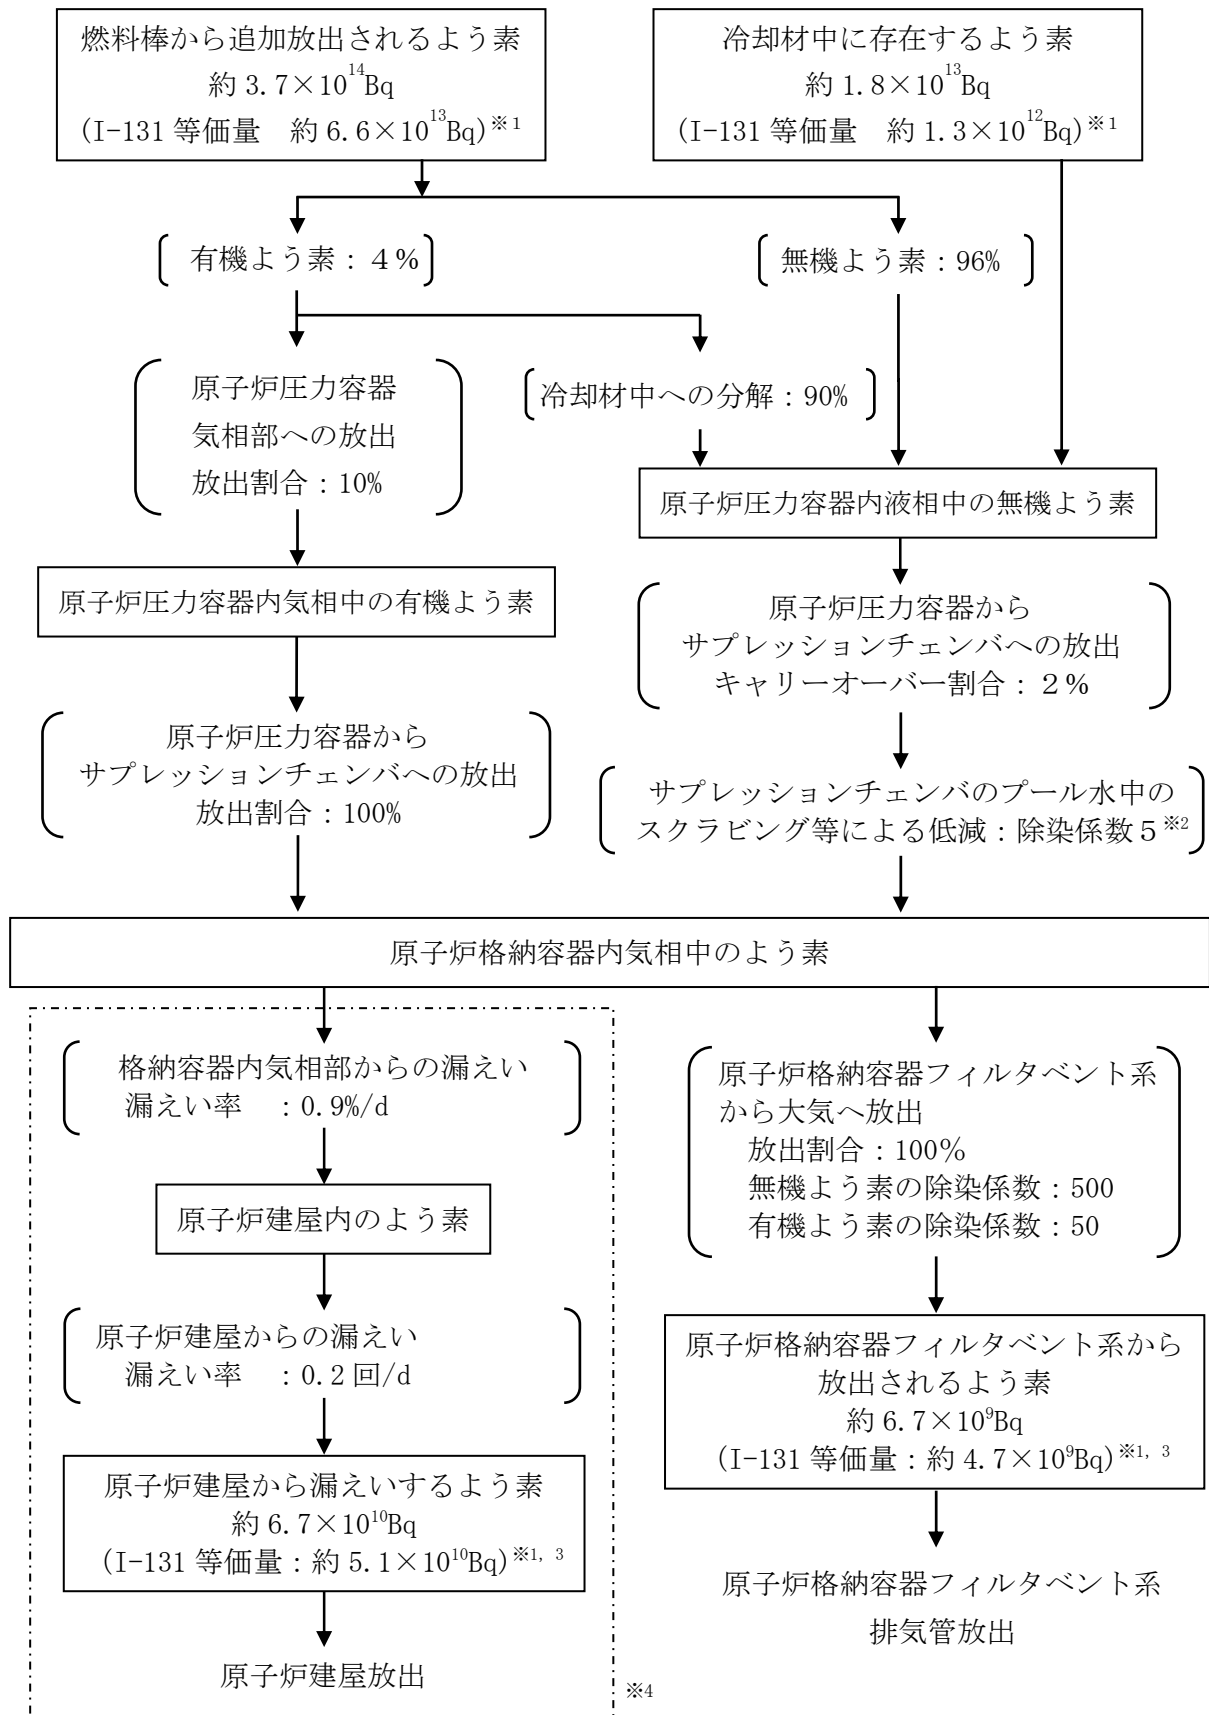 燃料棒から追加放出されるよう素
約 3.7×10¹⁴Bq
(I-131 等価量　約 6.6×10¹³Bq)※1
冷却材中に存在するよう素
約 1.8×10¹³Bq
(I-131 等価量　約 1.3×10¹²Bq)※1
有機よう素：４%
無機よう素：96%
原子炉圧力容器
気相部への放出
放出割合：10%
冷却材中への分解：90%
原子炉圧力容器内液相中の無機よう素
原子炉圧力容器内気相中の有機よう素
原子炉圧力容器から
サプレッションチェンバへの放出
キャリーオーバー割合：２%
原子炉圧力容器から
サプレッションチェンバへの放出
放出割合：100%
サプレッションチェンバのプール水中の
スクラビング等による低減：除染係数５※2
原子炉格納容器内気相中のよう素
格納容器内気相部からの漏えい
漏えい率　：0.9%/d
原子炉建屋内のよう素
原子炉建屋からの漏えい
漏えい率　：0.2 回/d
原子炉建屋から漏えいするよう素
約 6.7×10¹⁰Bq
(I-131 等価量：約 5.1×10¹⁰Bq)※1, 3
原子炉建屋放出
原子炉格納容器フィルタベント系
から大気へ放出
放出割合：100%
無機よう素の除染係数：500
有機よう素の除染係数：50
原子炉格納容器フィルタベント系から
放出されるよう素
約 6.7×10⁹Bq
(I-131 等価量：約 4.7×10⁹Bq)※1, 3
原子炉格納容器フィルタベント系
排気管放出
※4